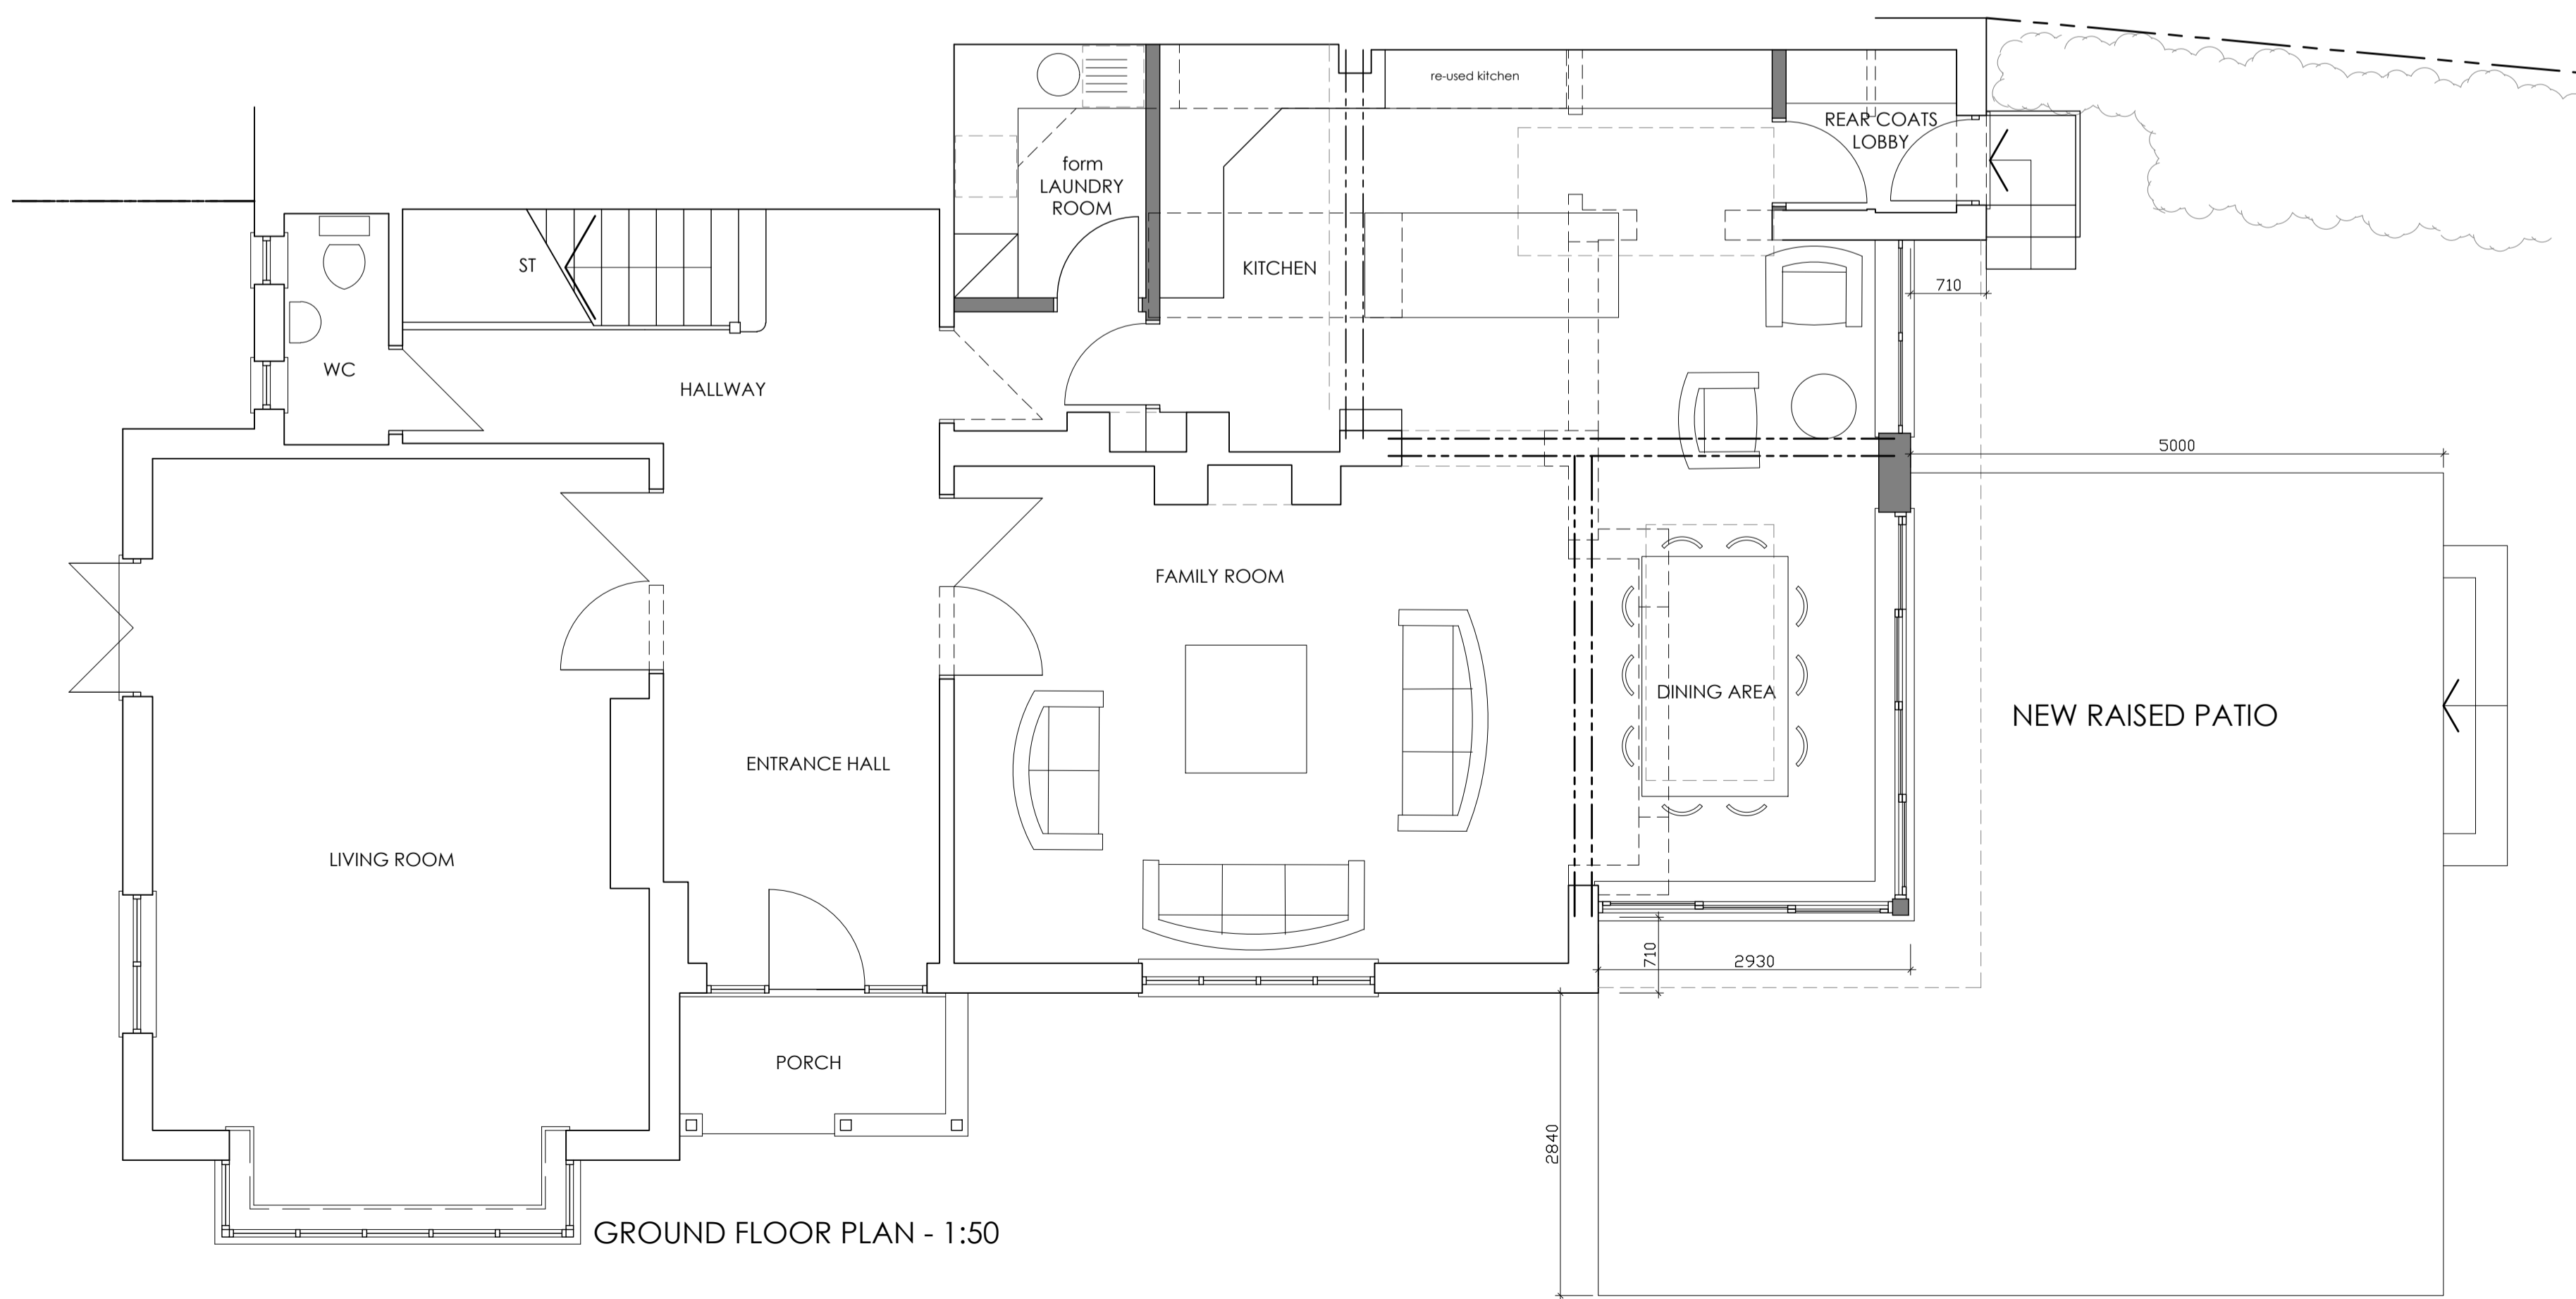 re-used kitchen
REAR COATS
LOBBY
form
LAUNDRY
ROOM
ST
KITCHEN
710
WC
HALLWAY
5000
FAMILY ROOM
DINING AREA
NEW RAISED PATIO
ENTRANCE HALL
LIVING ROOM
710
2930
PORCH
2840
GROUND FLOOR PLAN - 1:50